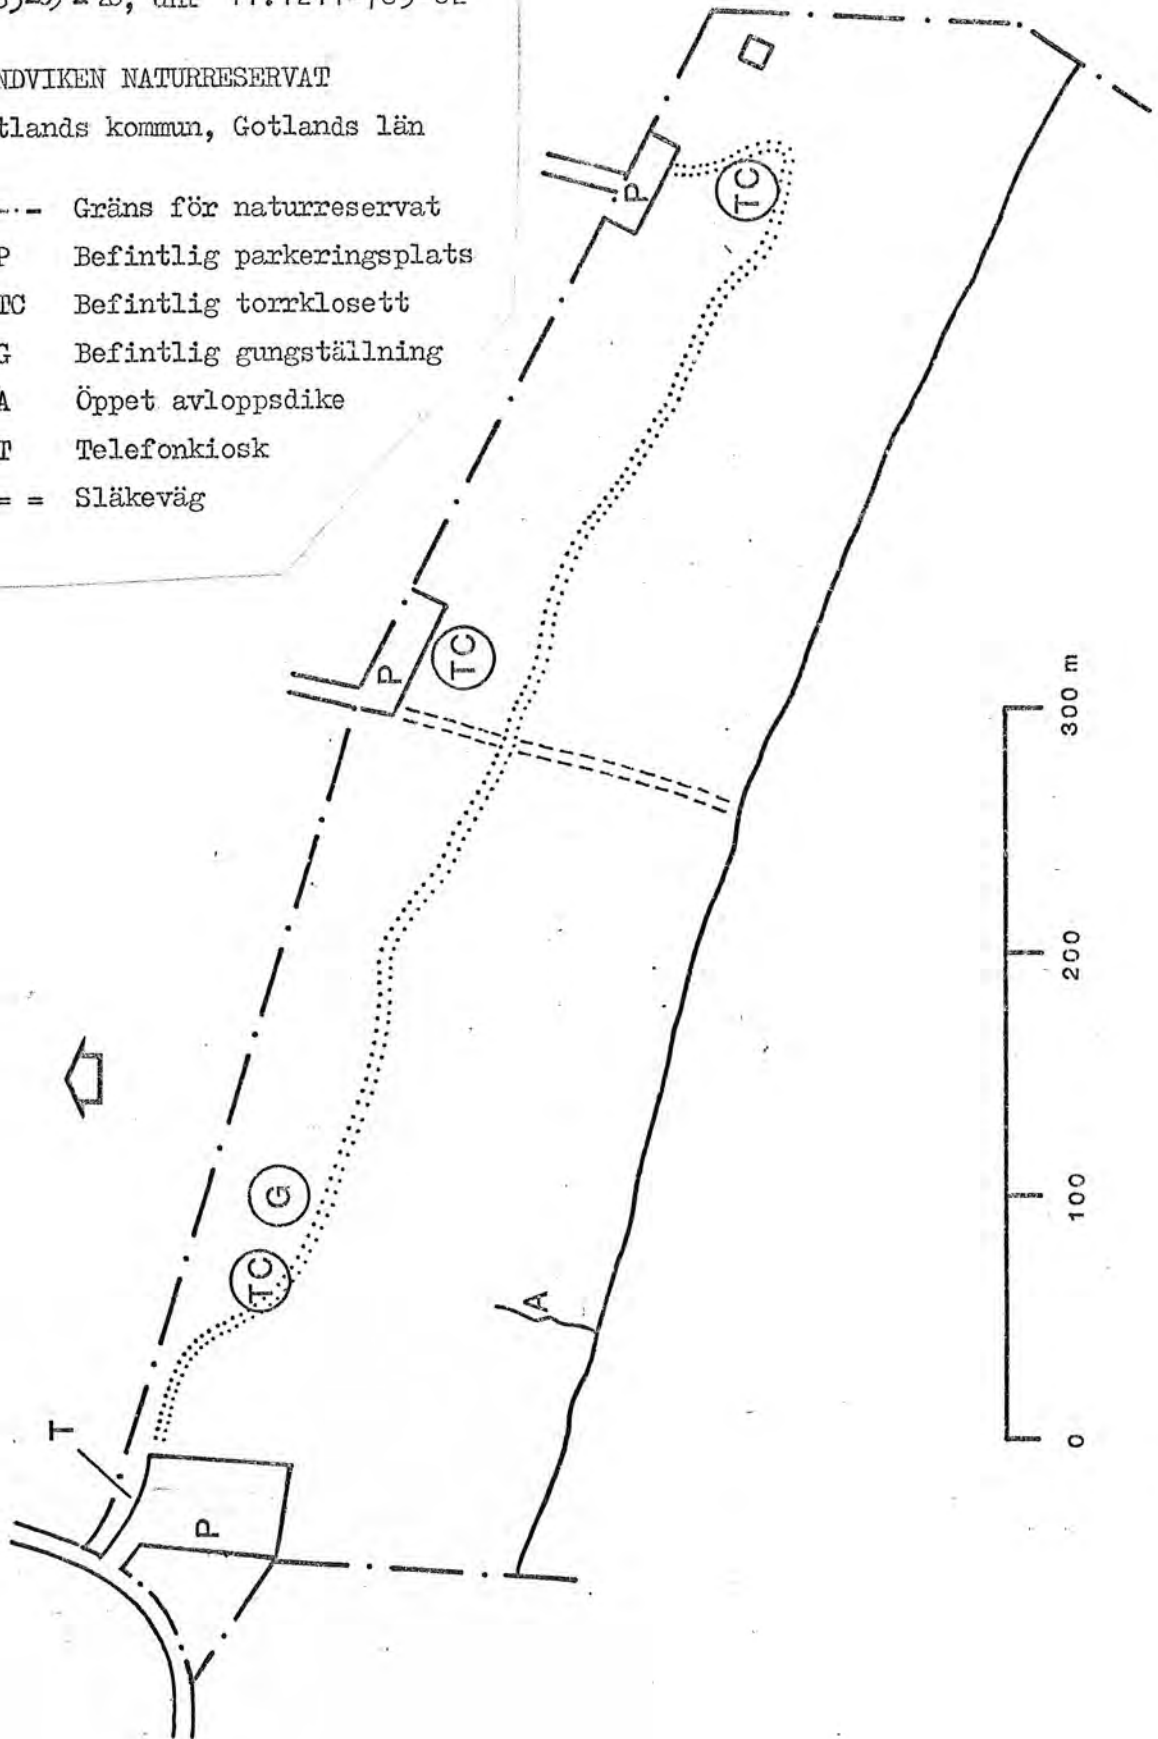 NDVIKEN NATURRESERVAT
tlands kommun, Gotlands län
Gräns för naturreservat
P Befintlig parkeringsplats
TC Befintlig torrklosett
G Befintlig gungställning
A Öppet avloppsdike
T Telefonkiosk
= = Släkeväg
TC
P
P
TC
G
TC
A
T
P
0 100 200 300 m